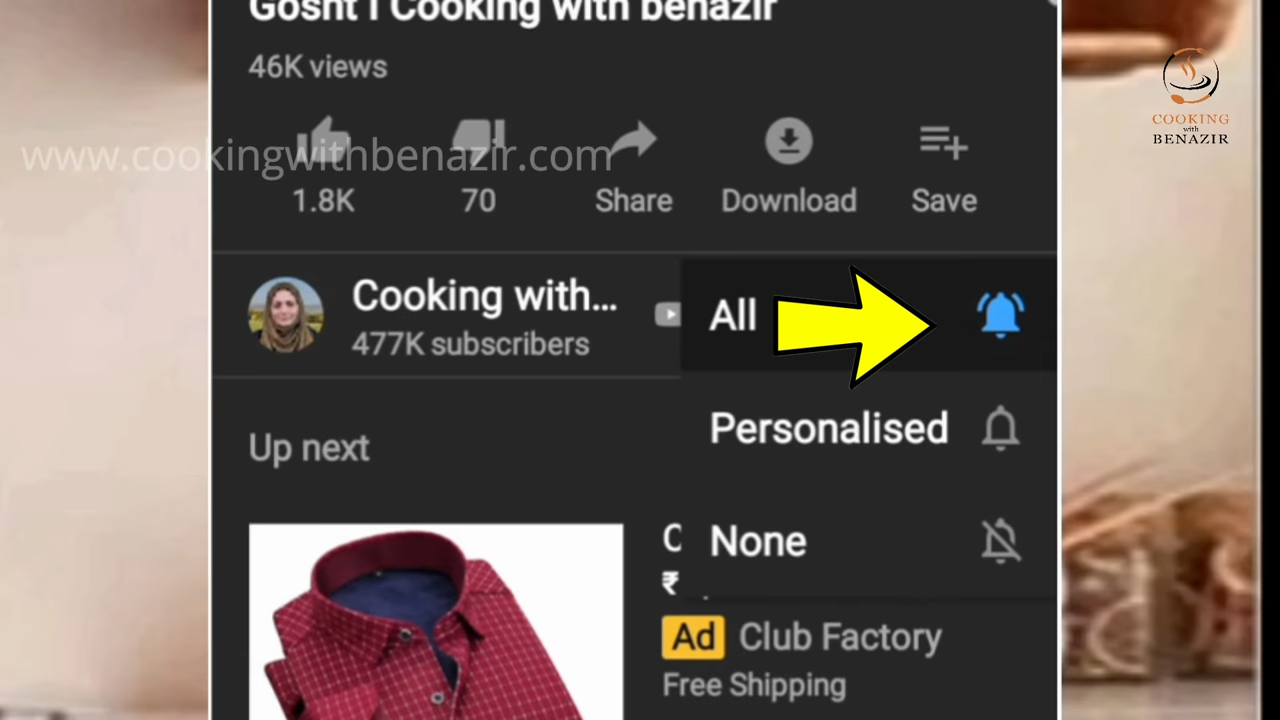 Gosht I Cooking with benazir
46K views
www.cookingwithbenazir.com
1.8K
70
Share
Download
Save
COOKING
with
BENAZIR
Cooking with...
477K subscribers
All
Personalised
None
Up next
₹
Ad
Club Factory
Free Shipping